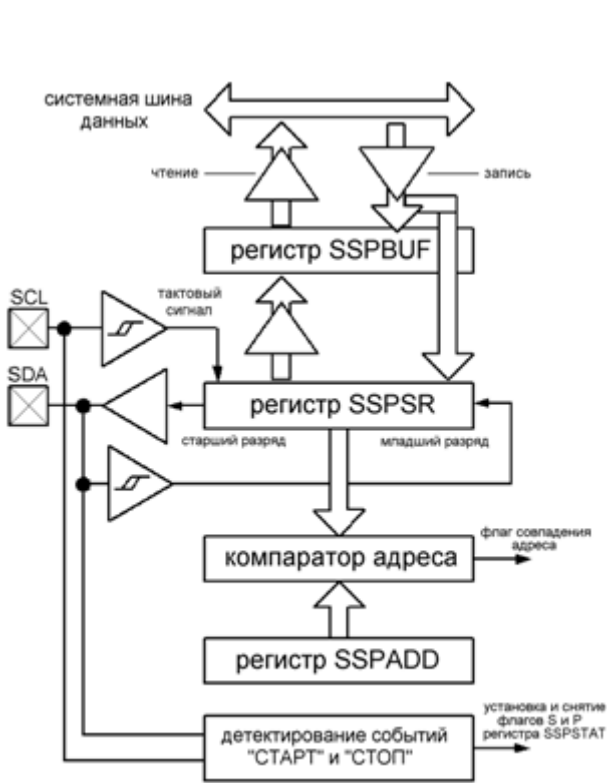 системная шина
данных
чтение
запись
регистр SSPBUF
SCL
тактовый
сигнал
SDA
регистр SSPSR
старший разряд
младший разряд
флаг совпадения
адреса
компаратор адреса
регистр SSPADD
установка и снятие
флагов S и P
регистра SSPSTAT
детектирование событий
"СТАРТ" и "СТОП"